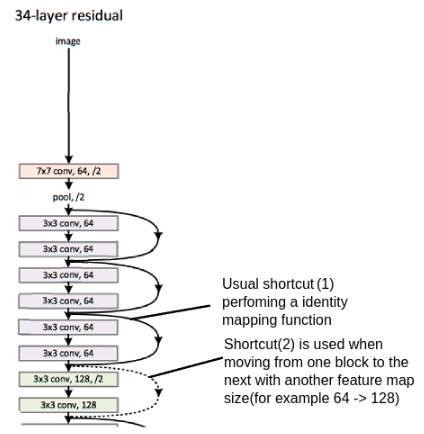 34-layer residual
image
7x7 conv, 64, /2
pool, /2
3x3 conv, 64
3x3 conv, 64
3x3 conv, 64
3x3 conv, 64
3x3 conv, 64
3x3 conv, 64
3x3 conv, 128, /2
3x3 conv, 128
Usual shortcut (1)
perfoming a identity
mapping function
Shortcut(2) is used when
moving from one block to the
next with another feature map
size(for example 64 -> 128)